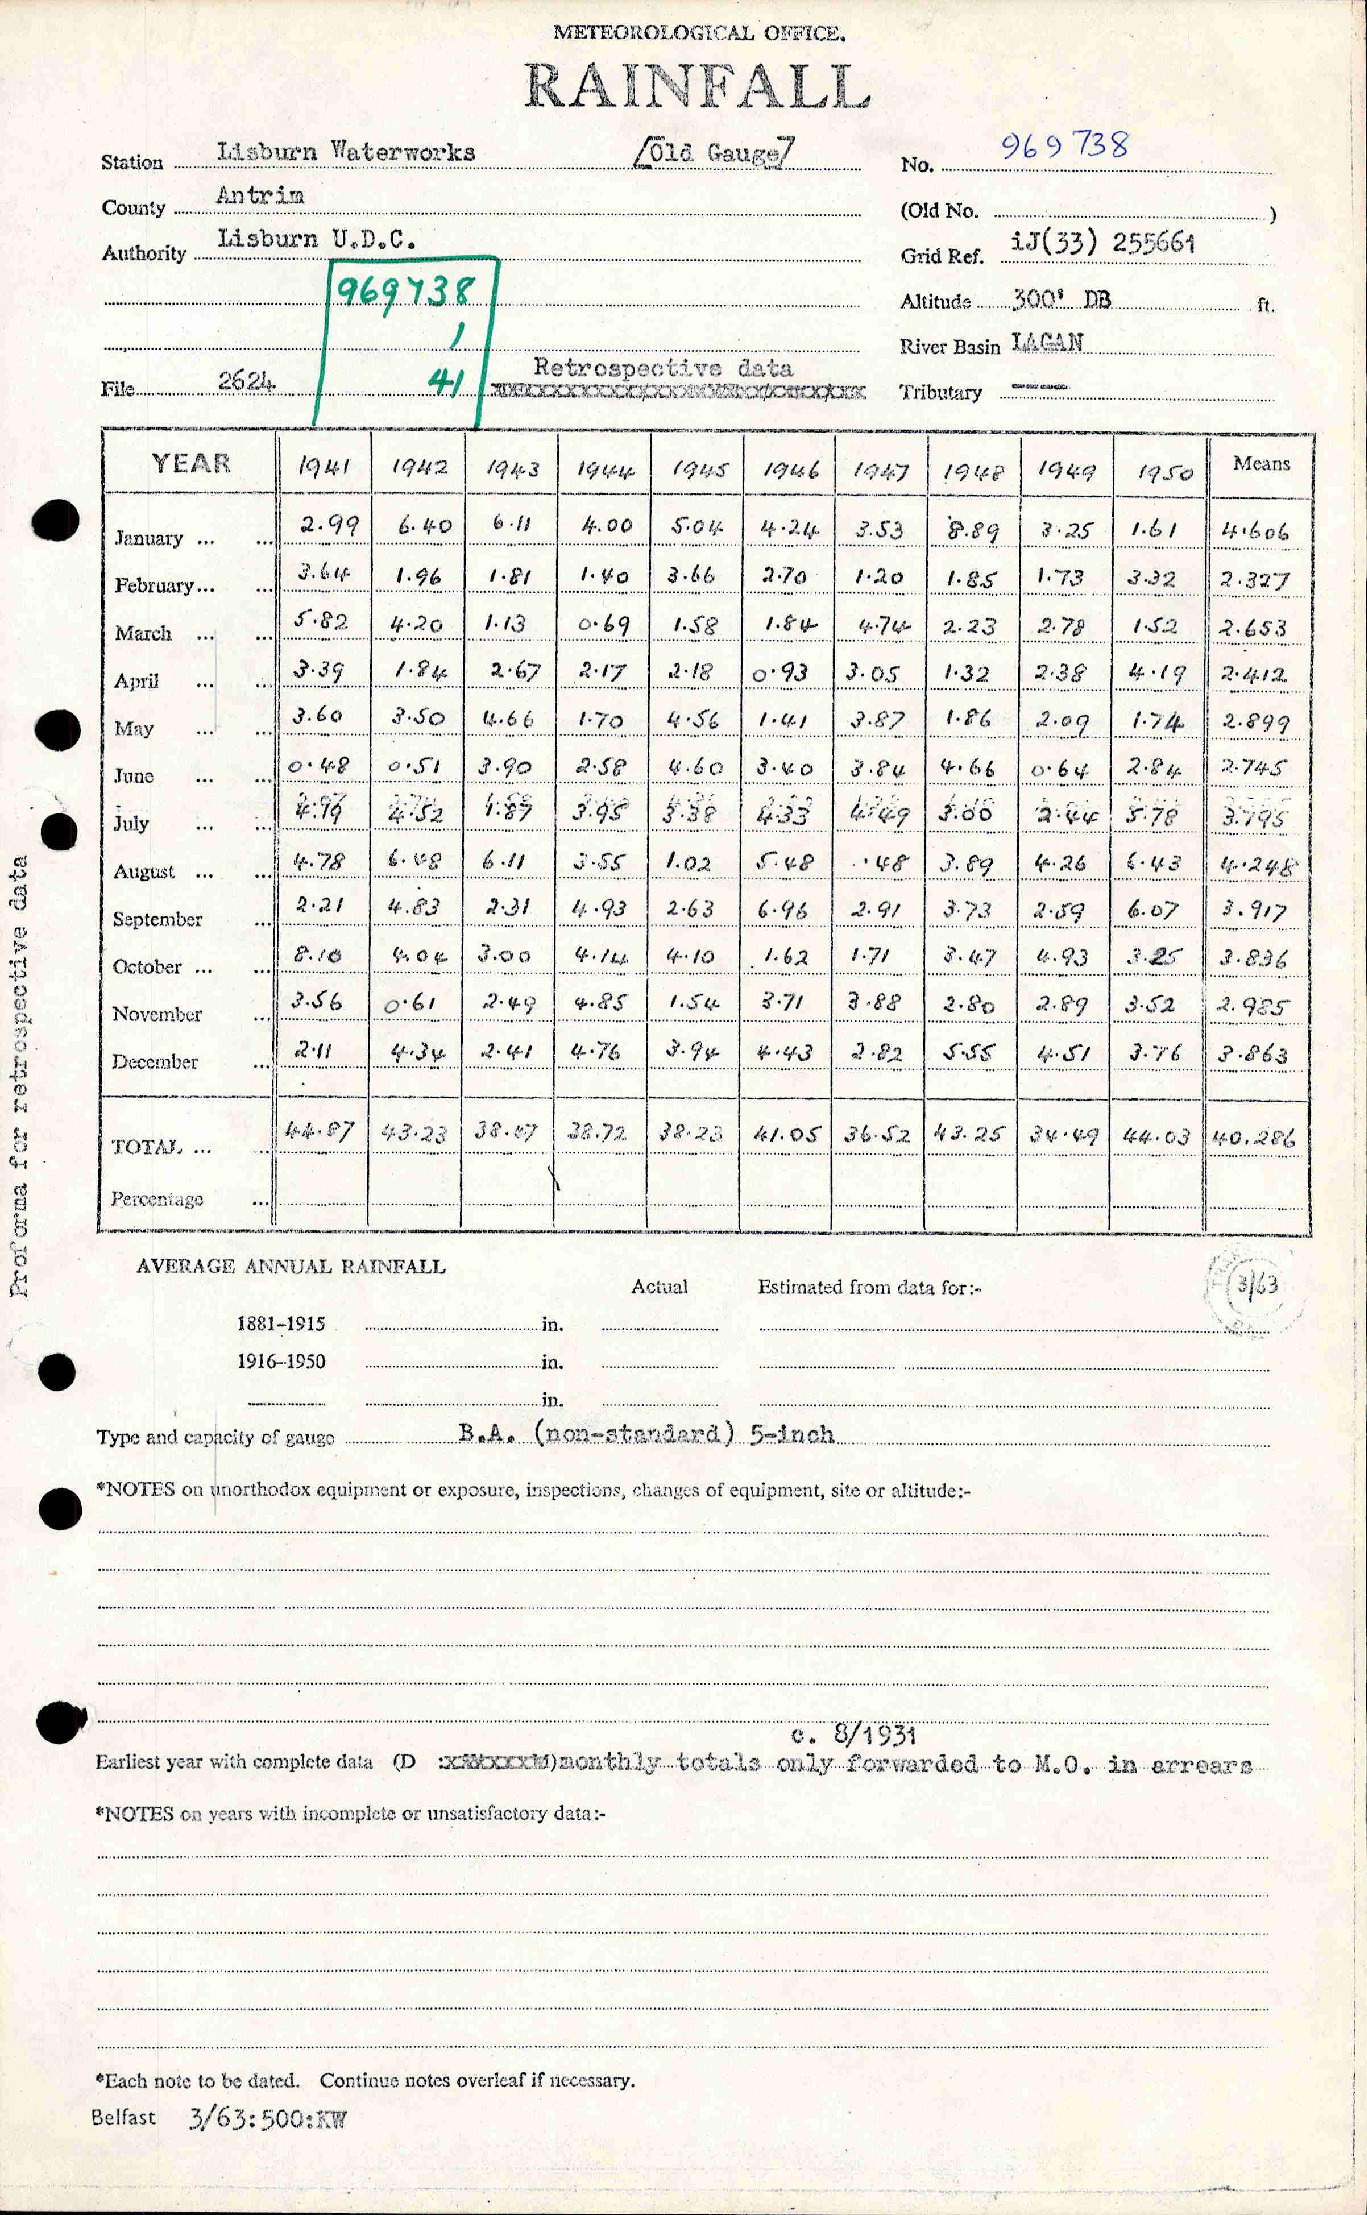 METEOROLOGICAL OFFICE.
RAINFALL
Station Lisburn Waterworks [Old Gauge] No. 969738
County Antrim (Old No. )
Authority Lisburn U.D.C. Grid Ref. iJ(33) 255661
969738 Altitude 300' DB ft.
1 River Basin LAGAN
Retrospective data
File 2624 41 Tributary ----
YEAR 1941 1942 1943 1944 1945 1946 1947 1948 1949 1950 Means
January ... ... 2.99 6.40 6.11 4.00 5.04 4.24 3.53 8.89 3.25 1.61 4.606
February ... ... 3.64 1.96 1.81 1.40 3.66 2.70 1.20 1.85 1.73 3.32 2.327
March ... ... 5.82 4.20 1.13 0.69 1.58 1.84 4.74 2.23 2.78 1.52 2.653
April ... ... 3.39 1.84 2.67 2.17 2.18 0.93 3.05 1.32 2.38 4.19 2.412
May ... ... 3.60 3.50 4.66 1.70 4.56 1.41 3.87 1.86 2.09 1.74 2.899
June ... ... 0.48 0.51 3.90 2.58 4.60 3.40 3.84 4.66 0.64 2.84 2.745
July ... ... 4.19 4.52 1.87 3.95 3.38 4.33 4.49 3.00 2.44 5.78 3.795
August ... ... 4.78 6.48 6.11 3.55 1.02 5.48 .48 3.89 4.26 6.43 4.248
September ... 2.21 4.83 2.31 4.93 2.63 6.96 2.91 3.73 2.59 6.07 3.917
October ... ... 8.10 4.04 3.00 4.14 4.10 1.62 1.71 3.47 4.93 3.25 3.836
November ... 3.56 0.61 2.49 4.85 1.54 3.71 3.88 2.80 2.89 3.52 2.985
December ... 2.11 4.34 2.41 4.76 3.94 4.43 2.82 5.55 4.51 3.76 3.863
TOTAL ... ... 44.87 43.23 38.47 38.72 38.23 41.05 36.52 43.25 34.49 44.03 40.286
Percentage ...
Proforma for retrospective data
AVERAGE ANNUAL RAINFALL
Actual Estimated from data for:-
3/63
1881-1915 in.
1916-1950 in.
in.
Type and capacity of gauge B.A. (non-standard) 5-inch
*NOTES on unorthodox equipment or exposure, inspections, changes of equipment, site or altitude:-
c. 8/1931
Earliest year with complete data (D :xxWxxxxM) monthly totals only forwarded to M.O. in arrears
*NOTES on years with incomplete or unsatisfactory data:-
*Each note to be dated. Continue notes overleaf if necessary.
Belfast 3/63:500:KW